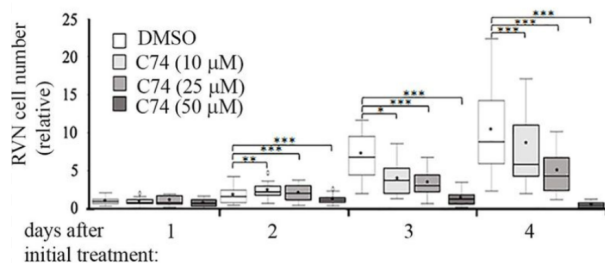 RVN cell number
(relative)
25
20
15
10
5
0
DMSO
C74 (10 µM)
C74 (25 µM)
C74 (50 µM)
***
***
**
***
***
*
***
***
***
days after
initial treatment:
1 2 3 4